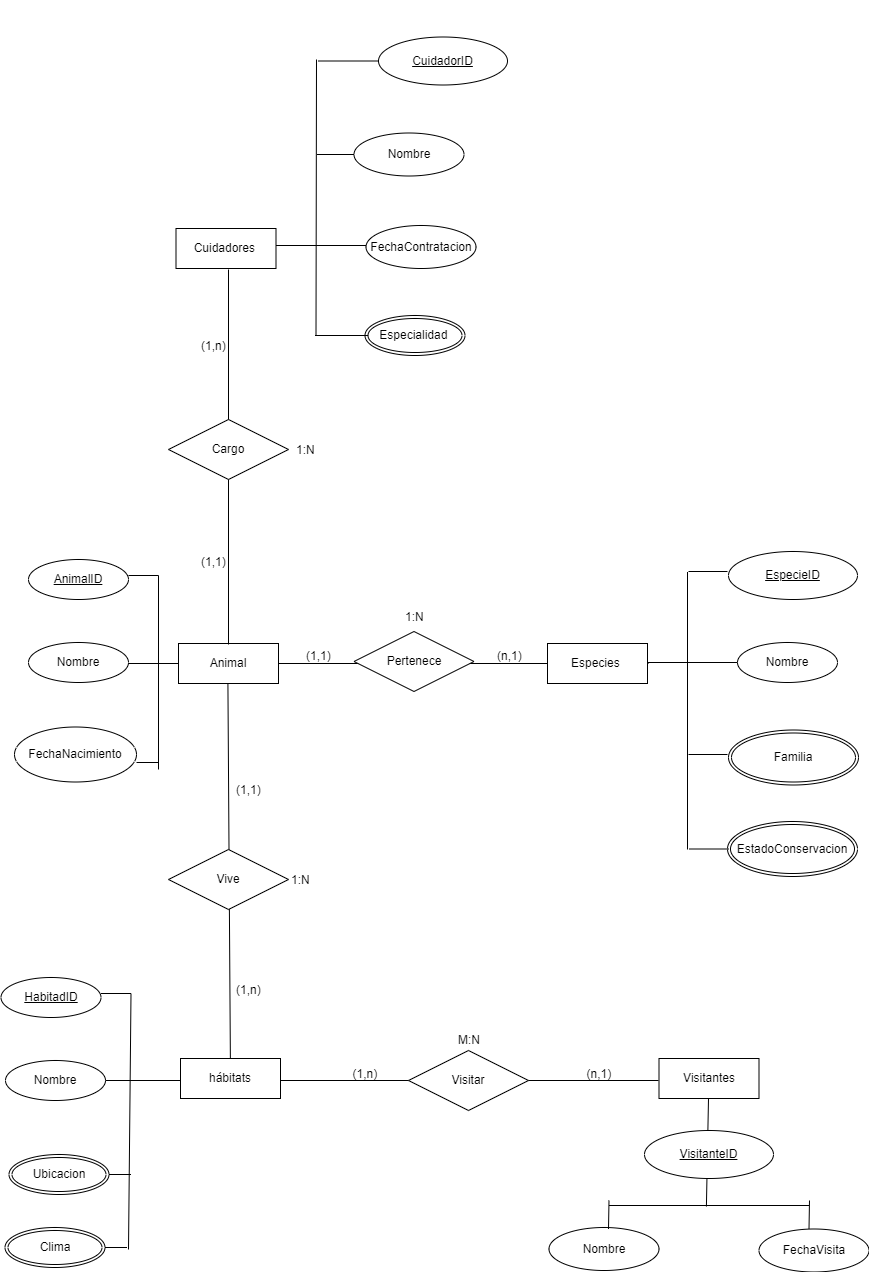 CuidadorID
Nombre
Cuidadores
FechaContratacion
Especialidad
(1,n)
Cargo
1:N
(1,1)
AnimalID
EspecieID
1:N
Nombre
Animal
(1,1)
Pertenece
(n,1)
Especies
Nombre
FechaNacimiento
Familia
(1,1)
EstadoConservacion
Vive
1:N
(1,n)
HabitadID
M:N
Nombre
hábitats
(1,n)
Visitar
(n,1)
Visitantes
VisitanteID
Ubicacion
Clima
Nombre
FechaVisita